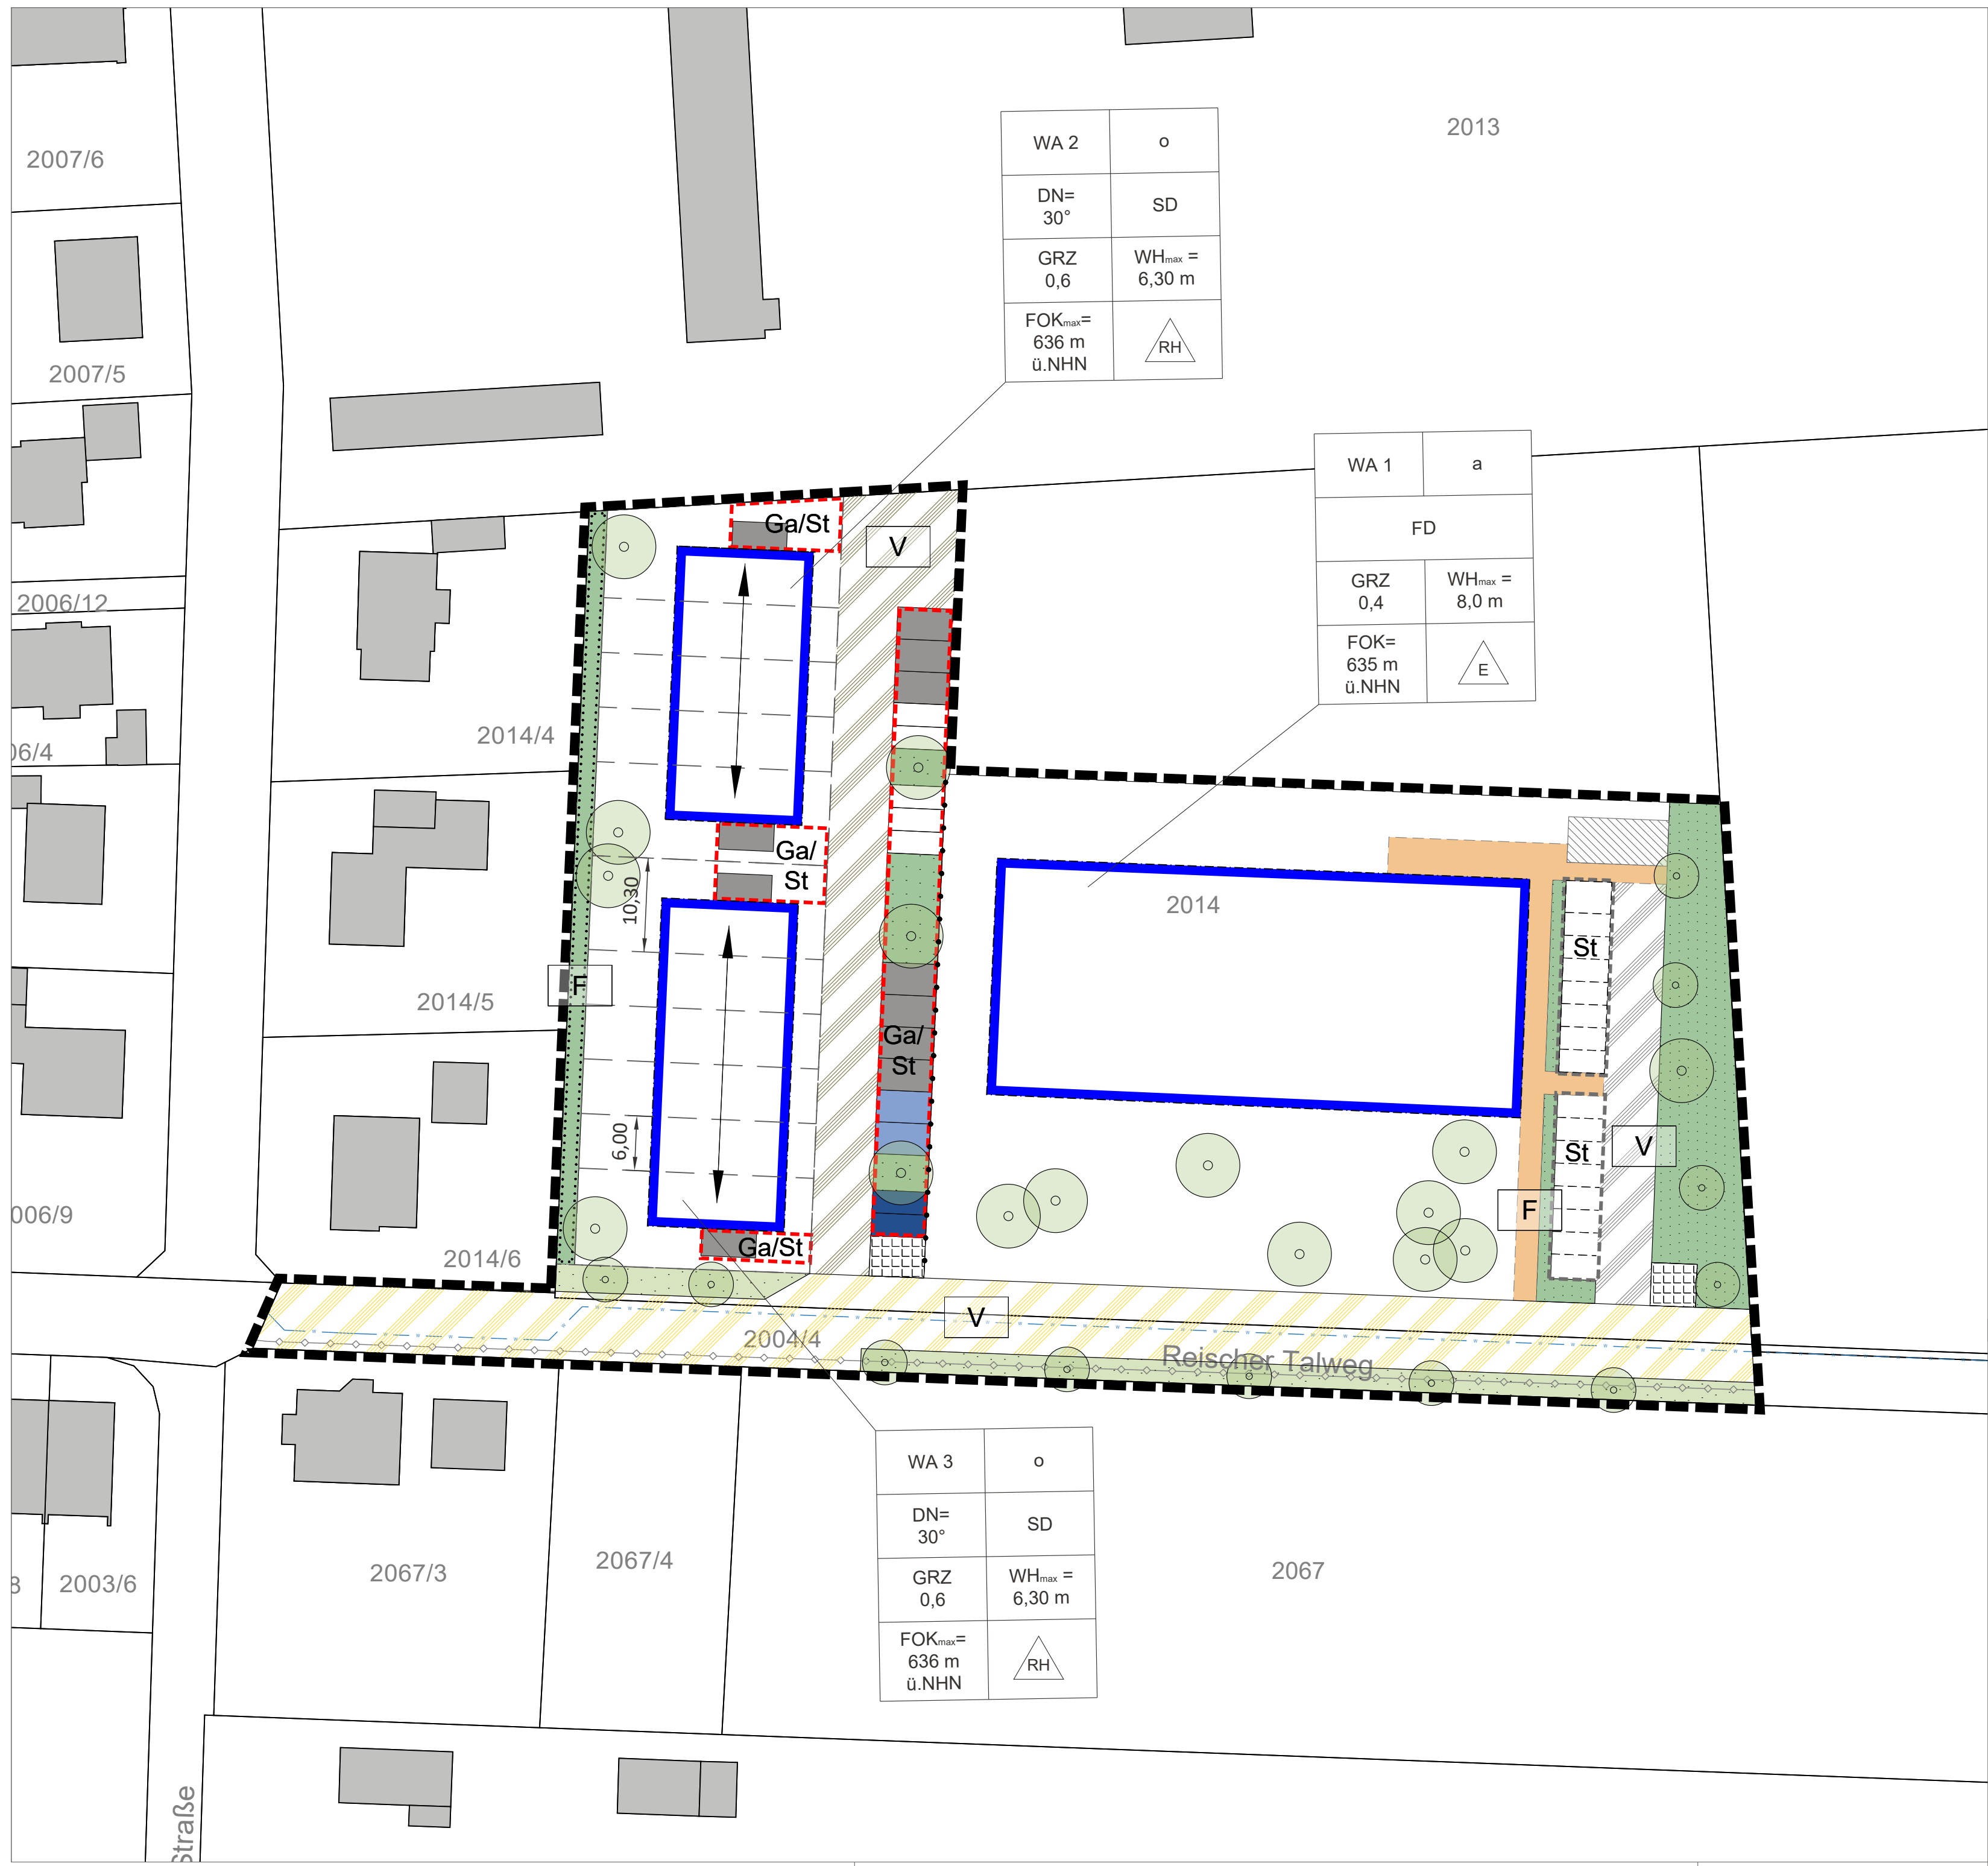 2013
2007/6
WA 2
o
DN=
30°
SD
GRZ
0,6
WHmax =
6,30 m
FOKmax=
636 m
ü.NHN
RH
2007/5
WA 1
a
FD
GRZ
0,4
WHmax =
8,0 m
FOK=
635 m
ü.NHN
E
Ga/St
V
2006/12
2014/4
06/4
Ga/
St
10,30
2014
St
F
2014/5
Ga/
St
6,00
St
V
F
006/9
2014/6
Ga/St
V
2004/4
Reischer Talweg
WA 3
o
DN=
30°
SD
GRZ
0,6
WHmax =
6,30 m
FOKmax=
636 m
ü.NHN
RH
8
2003/6
2067/3
2067/4
2067
Straße